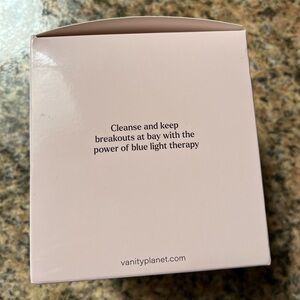 Cleanse and keep
breakouts at bay with the
power of blue light therapy
vanityplanet.com